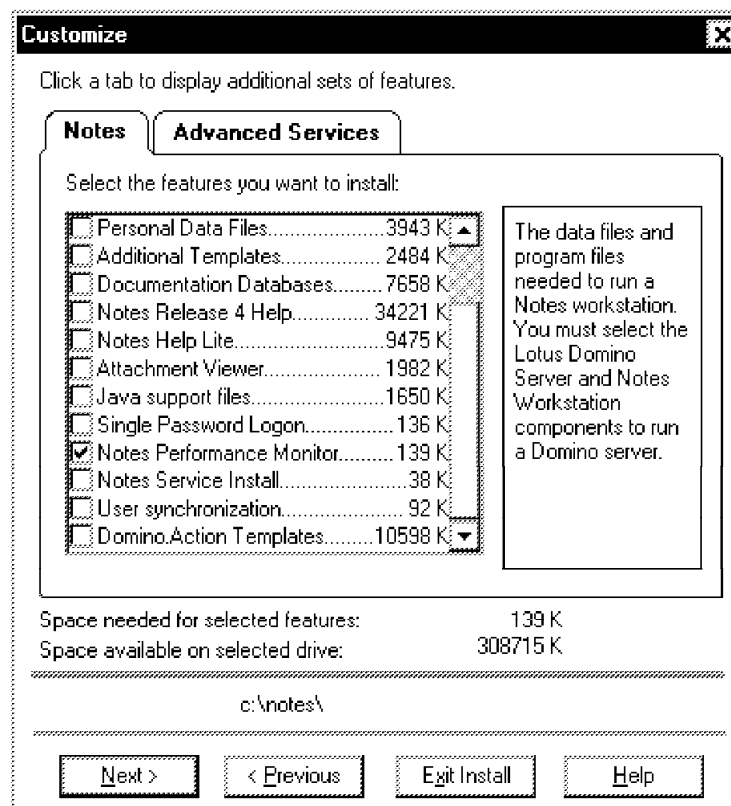 Customize
Click a tab to display additional sets of features.
Notes
Advanced Services
Select the features you want to install:
Personal Data Files....................3943 K
Additional Templates...................2484 K
Documentation Databases.........7658 K
Notes Release 4 Help............... 34221 K
Notes Help Lite...........................9475 K
Attachment Viewer..................... 1982 K
Java support files........................1650 K
Single Password Logon................136 K
Notes Performance Monitor..........139 K
Notes Service Install.......................38 K
User synchronization...................... 92 K
Domino.Action Templates.........10598 K
The data files and
program files
needed to run a
Notes workstation.
You must select the
Lotus Domino
Server and Notes
Workstation
components to run
a Domino server.
Space needed for selected features: 139 K
Space available on selected drive: 308715 K
c:\notes\
Next >
< Previous
Exit Install
Help